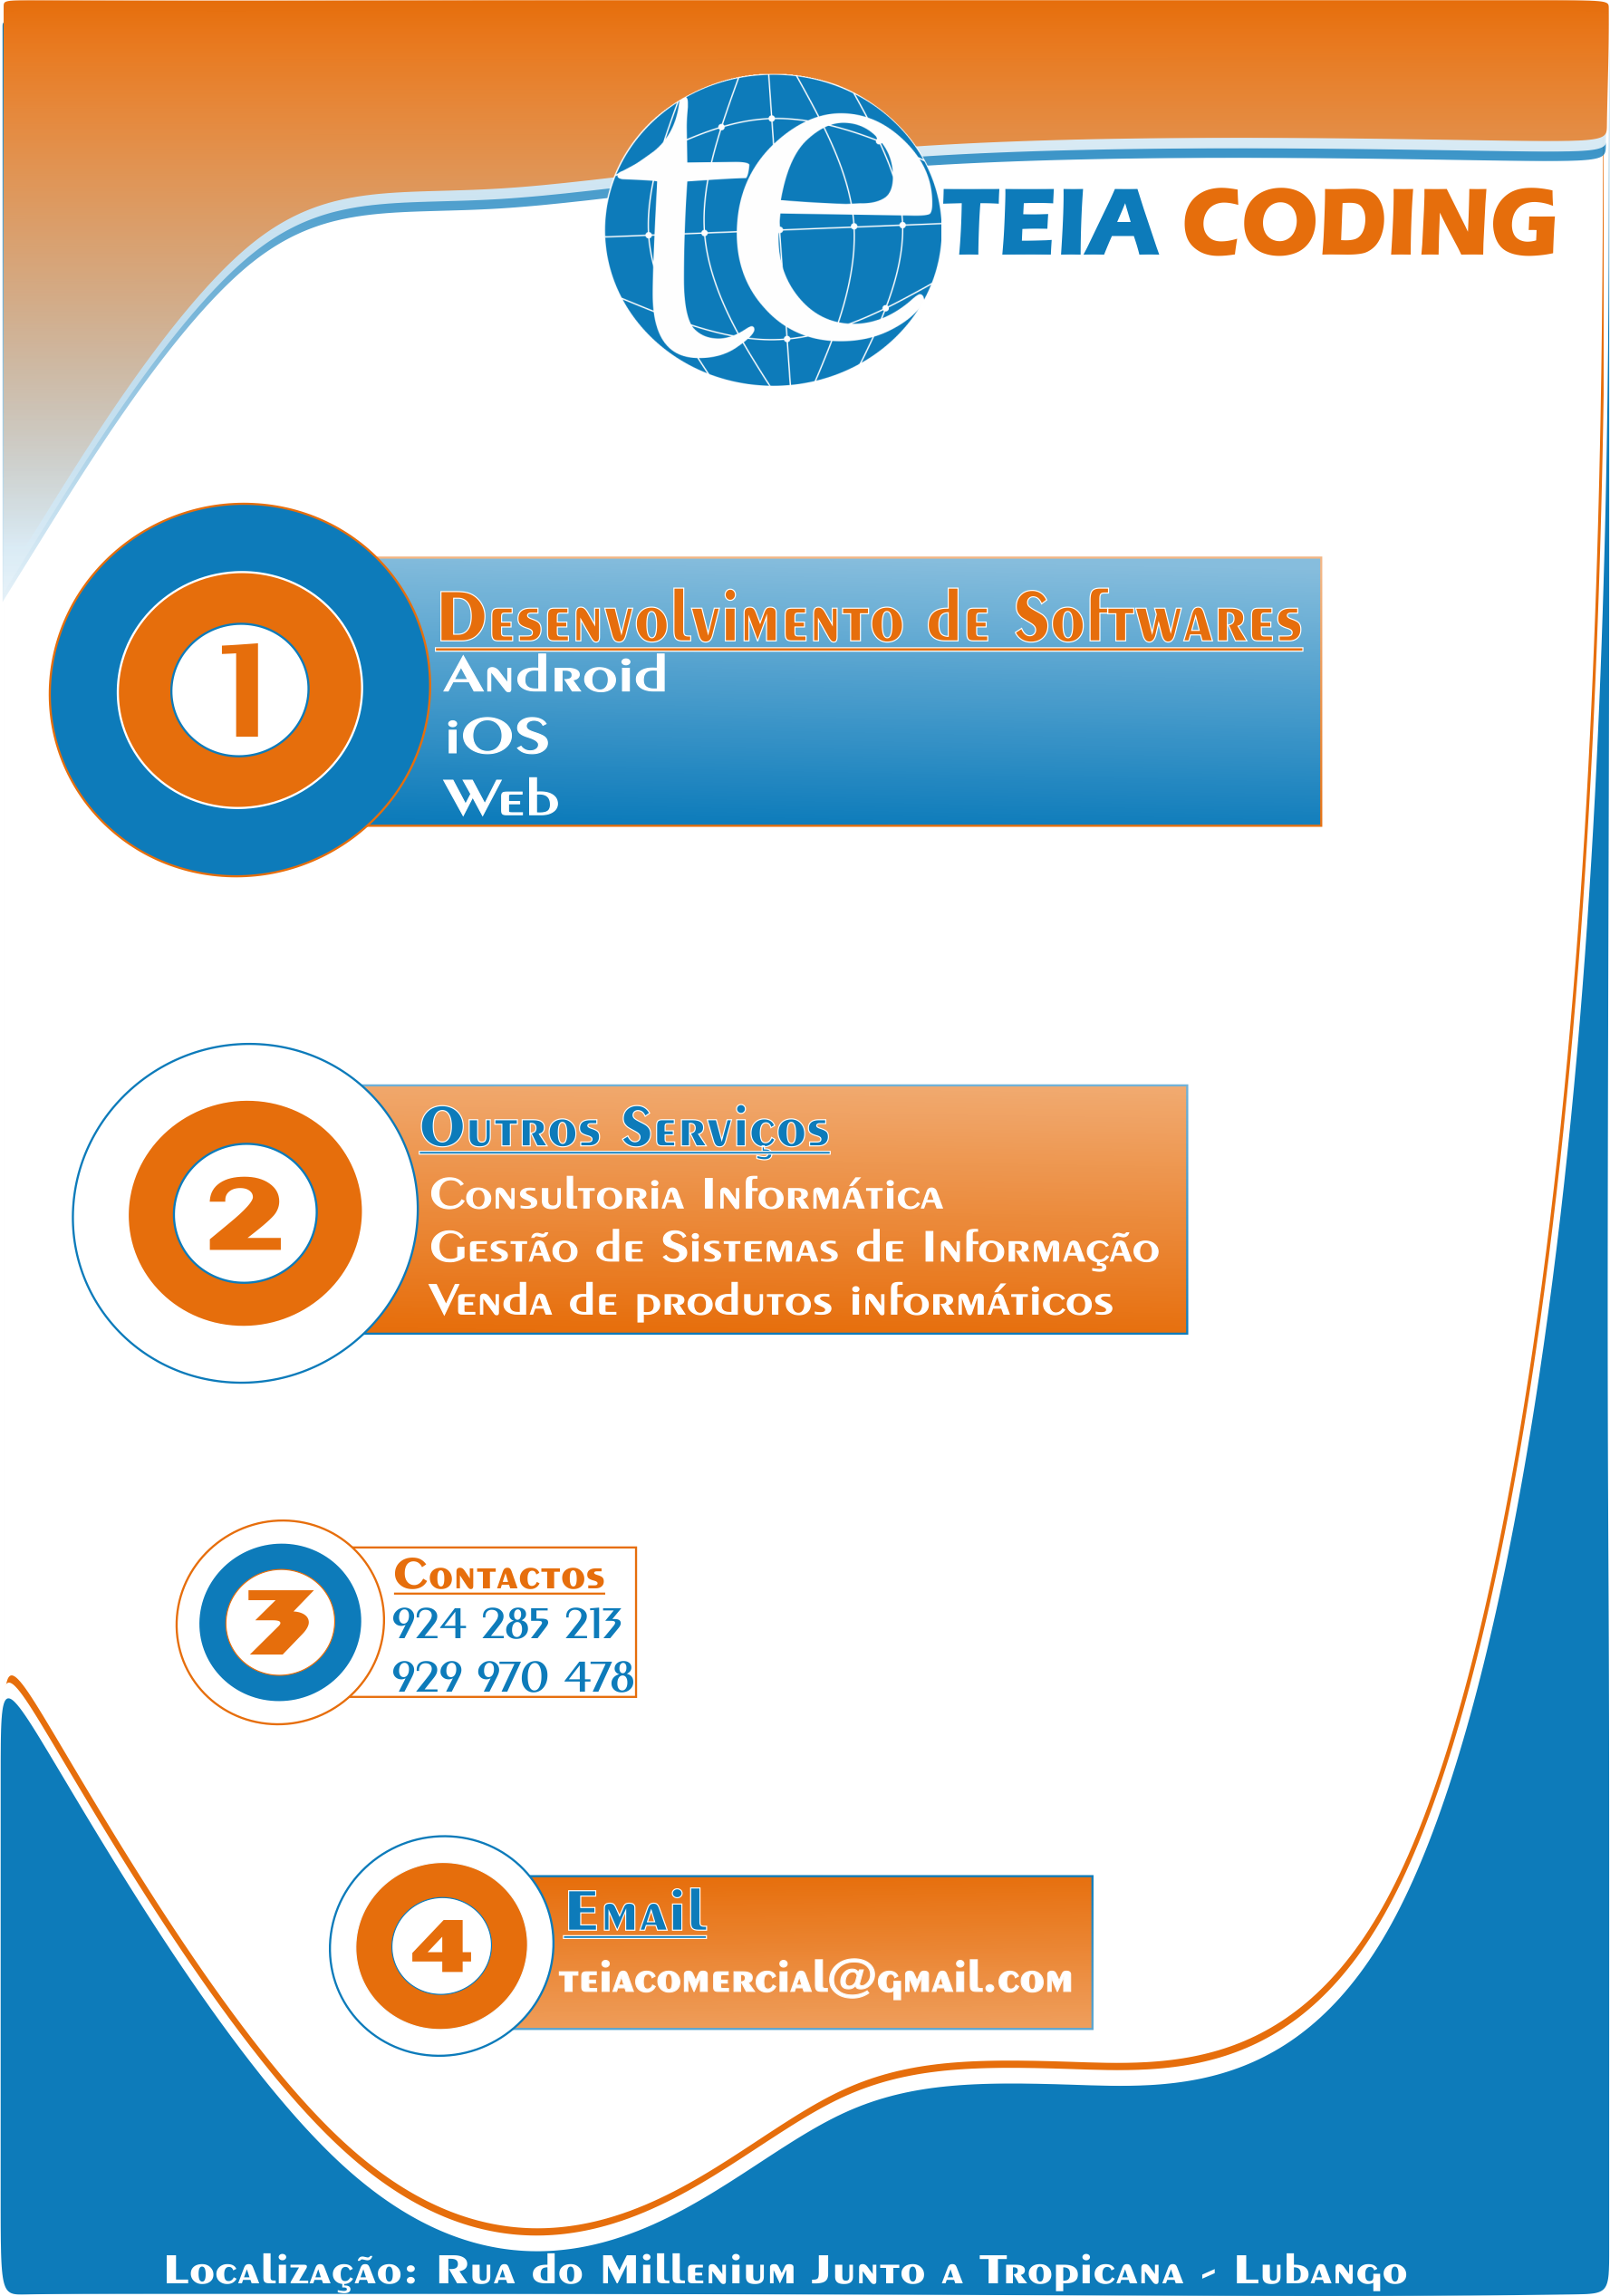 te
TEIA CODING
1
Desenvolvimento de Softwares
Android
iOS
Web
2
Outros Serviços
Consultoria Informática
Gestão de Sistemas de Informação
Venda de produtos informáticos
3
Contactos
924 285 213
929 970 478
4
Email
teiacomercial@gmail.com
Localização: Rua do Millenium Junto a Tropicana - Lubango